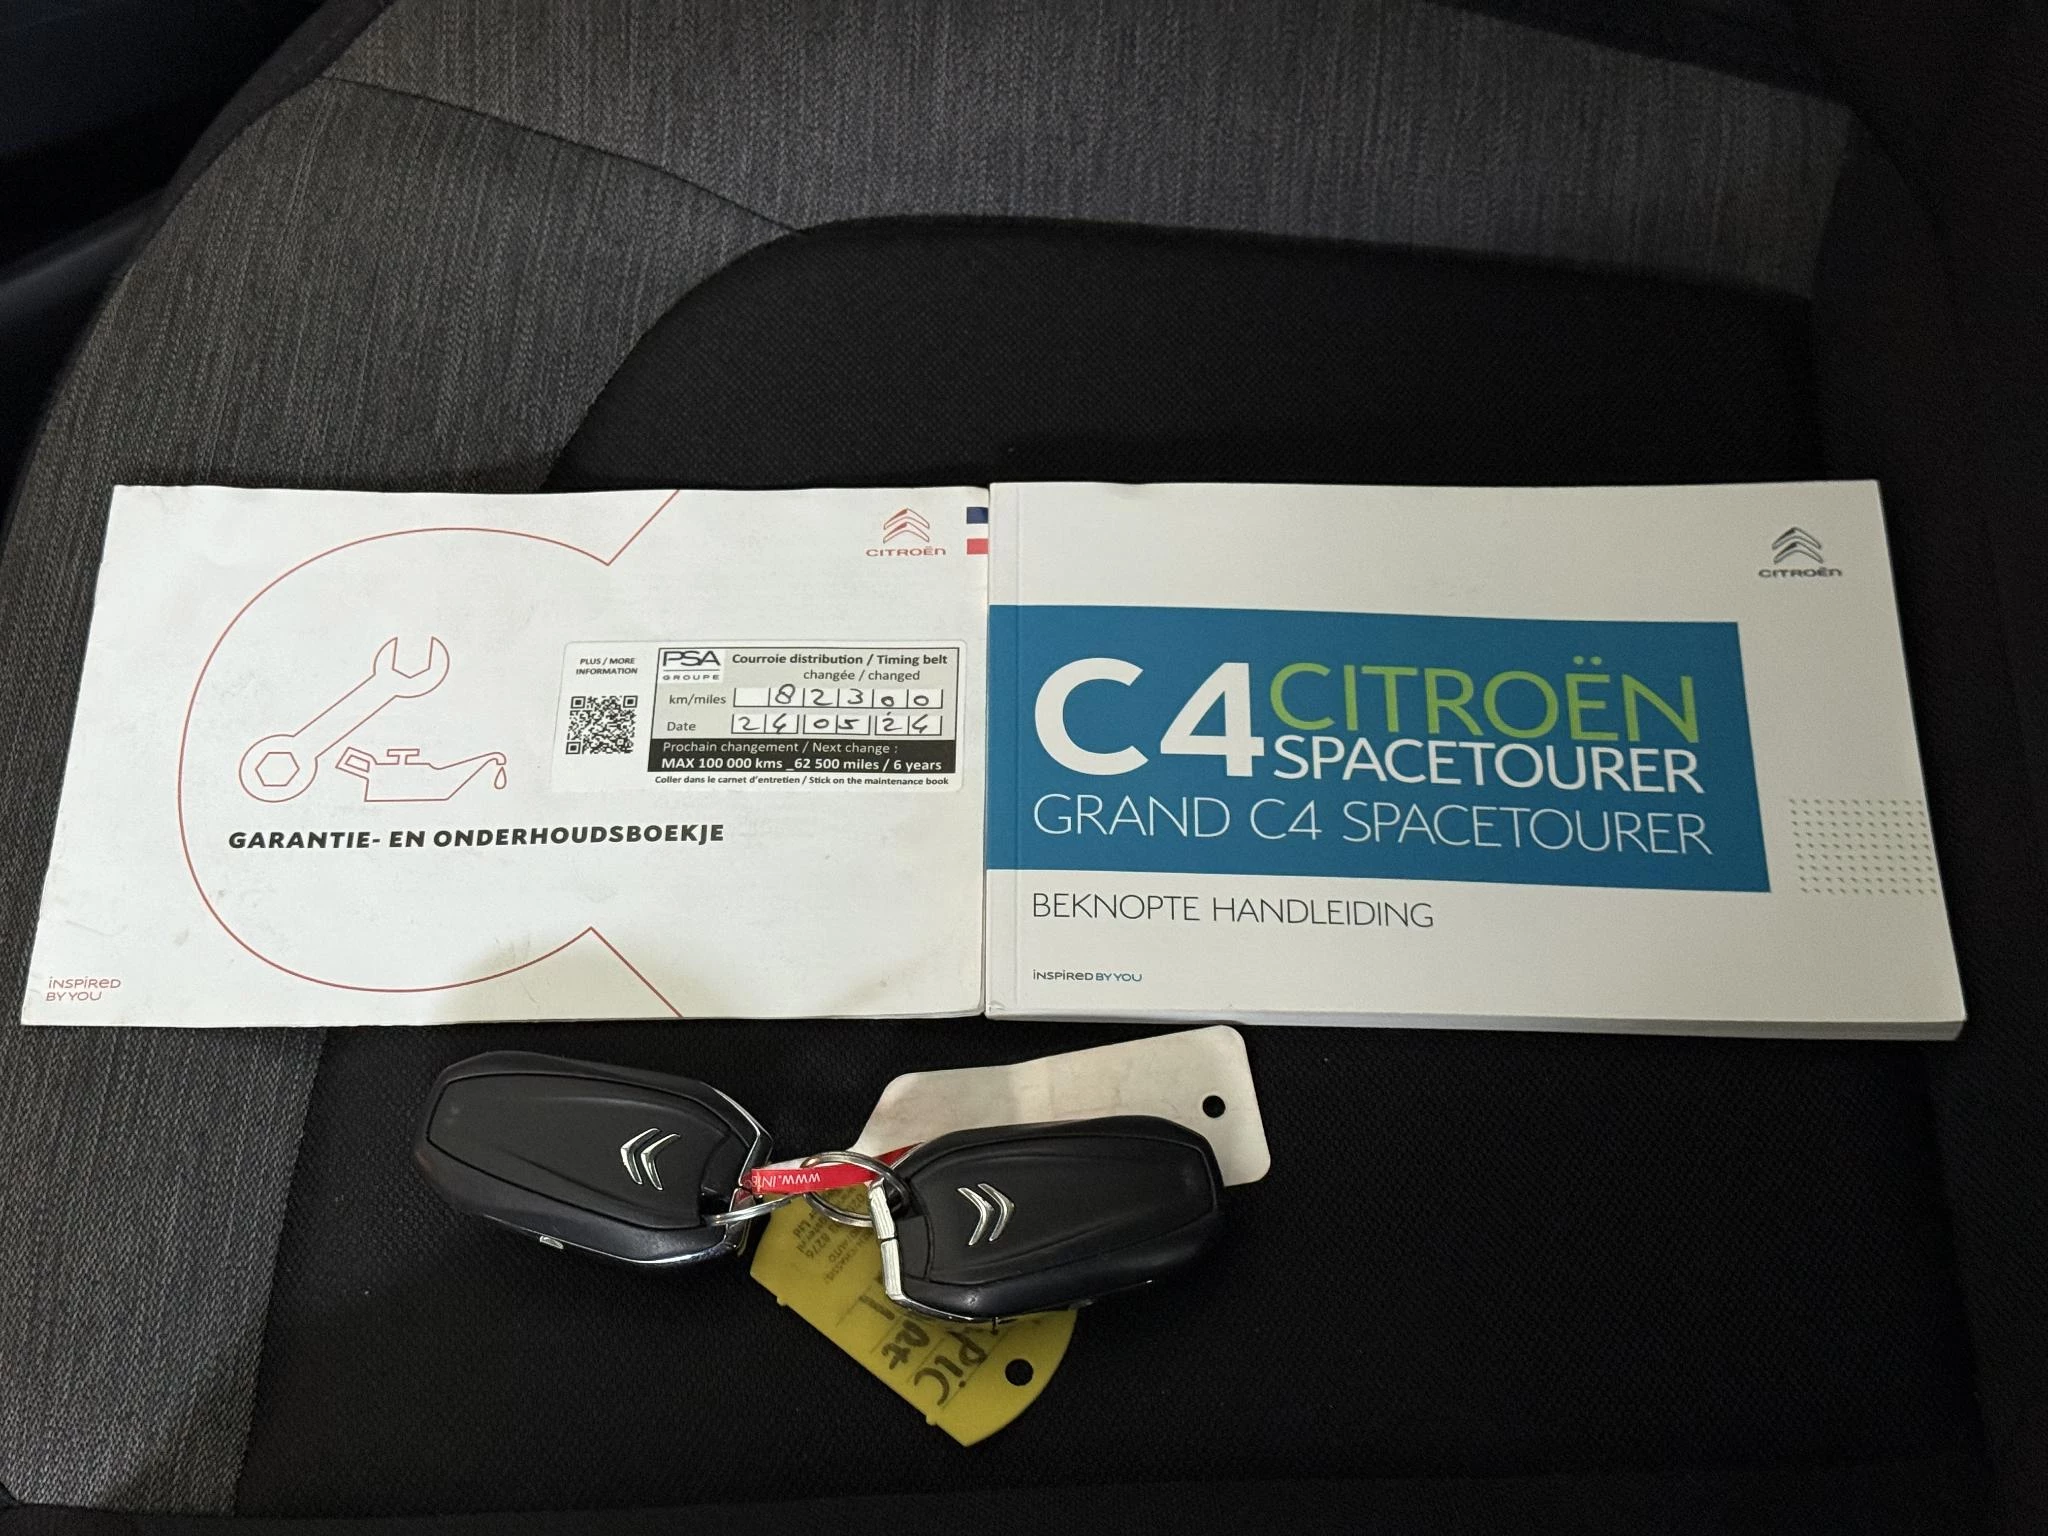 CITROËN
PLUS / MORE
INFORMATION
PSA
GROUPE
Courroie distribution / Timing belt
changée / changed
km/miles 82300
Date 24 05 24
Prochain changement / Next change :
MAX 100 000 kms _62 500 miles / 6 years
Coller dans le carnet d'entretien / Stick on the maintenance book
GARANTIE- EN ONDERHOUDSBOEKJE
INSPIRED
BY YOU
CITROËN
C4 CITROËN
SPACETOURER
GRAND C4 SPACETOURER
BEKNOPTE HANDLEIDING
INSPIRED BY YOU